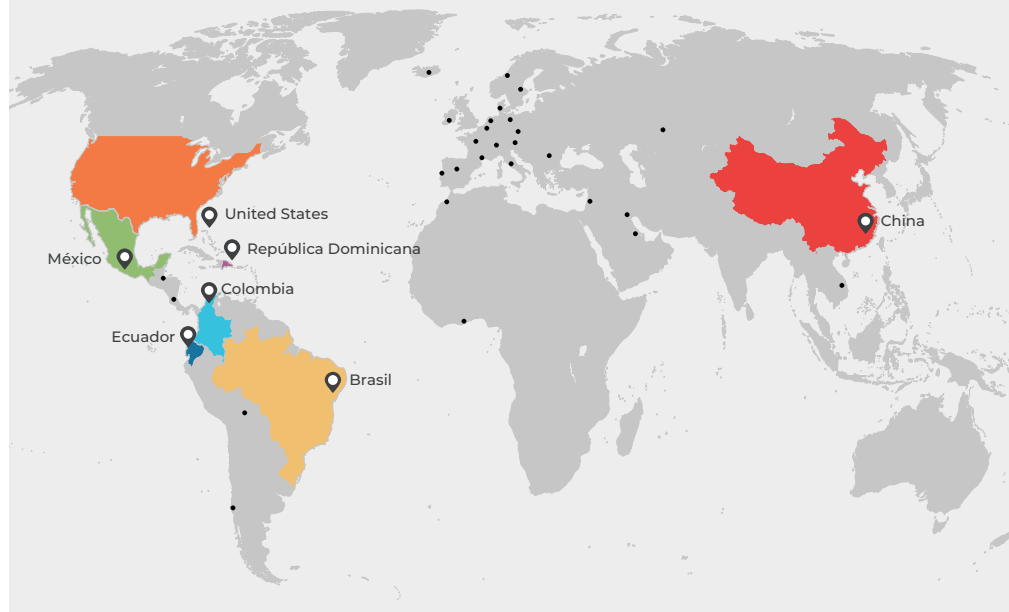 United States
República Dominicana
México
Colombia
Ecuador
Brasil
China